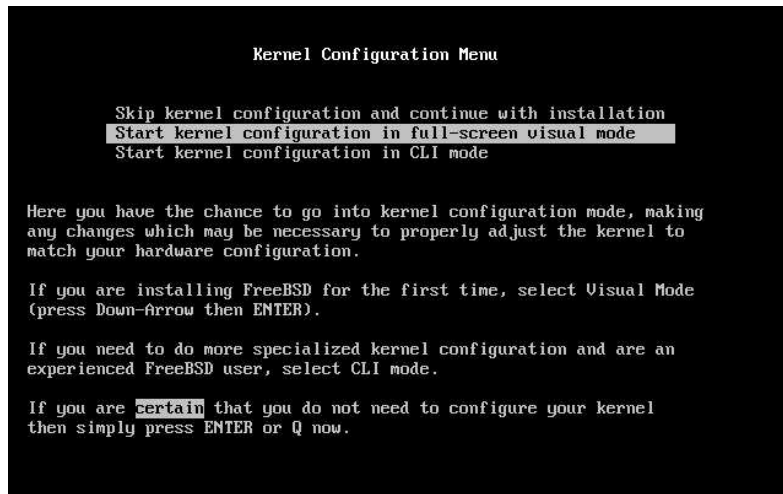 Kernel Configuration Menu
Skip kernel configuration and continue with installation
Start kernel configuration in full-screen visual mode
Start kernel configuration in CLI mode
Here you have the chance to go into kernel configuration mode, making
any changes which may be necessary to properly adjust the kernel to
match your hardware configuration.
If you are installing FreeBSD for the first time, select Visual Mode
(press Down-Arrow then ENTER).
If you need to do more specialized kernel configuration and are an
experienced FreeBSD user, select CLI mode.
If you are certain that you do not need to configure your kernel
then simply press ENTER or Q now.